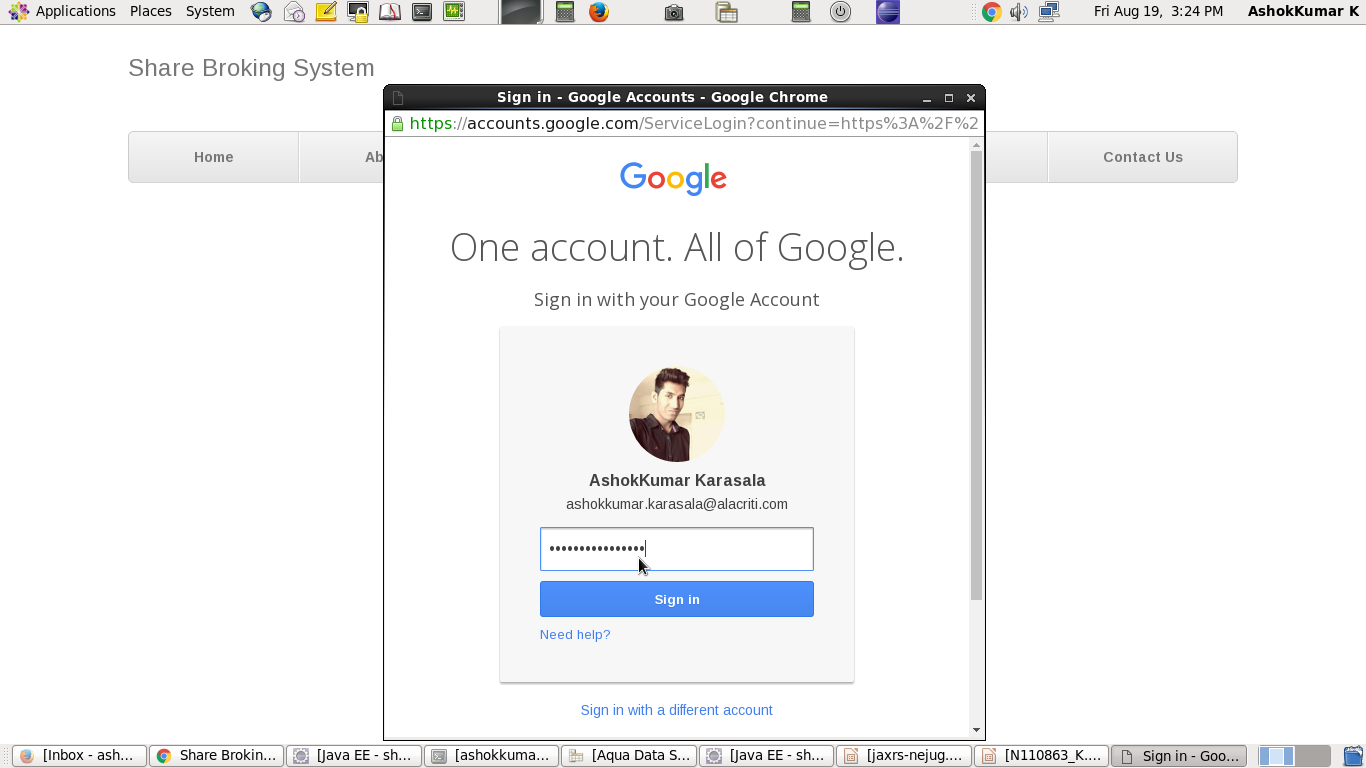 Applications Places System Fri Aug 19, 3:24 PM AshokKumar K
Share Broking System
Sign in - Google Accounts - Google Chrome
https://accounts.google.com/ServiceLogin?continue=https%3A%2F%2
Home Ab Contact Us
Google
One account. All of Google.
Sign in with your Google Account
AshokKumar Karasala
ashokkumar.karasala@alacriti.com
••••••••••••••••
Sign in
Need help?
Sign in with a different account
[Inbox - ash... Share Brokin... [Java EE - sh... [ashokkuma... [Aqua Data S... [Java EE - sh... [jaxrs-nejug.... [N110863_K.... Sign in - Goo...